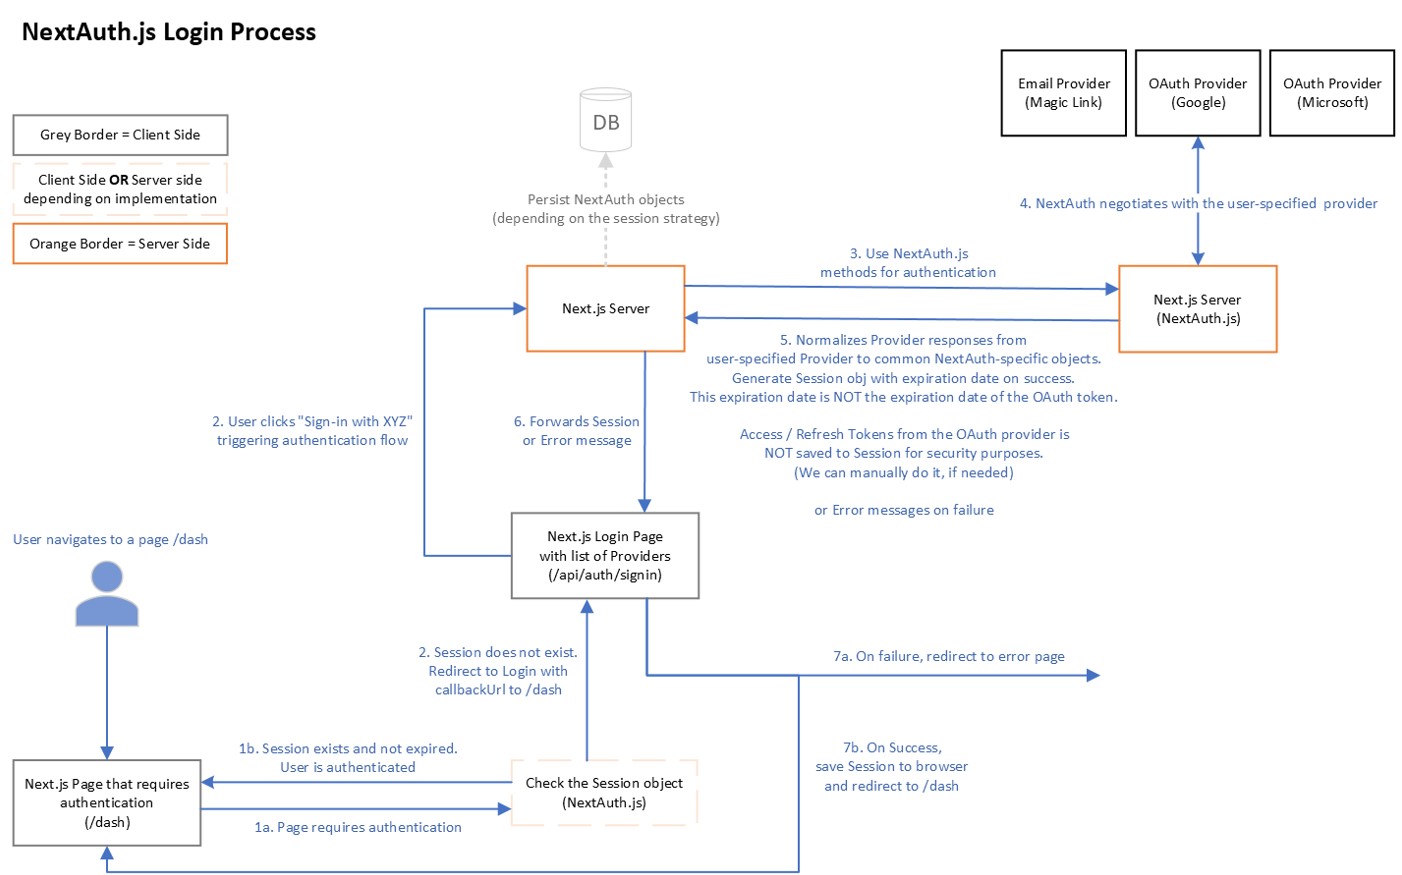 NextAuth.js Login Process
Grey Border = Client Side
Client Side OR Server side
depending on implementation
Orange Border = Server Side
DB
Persist NextAuth objects
(depending on the session strategy)
Email Provider
(Magic Link)
OAuth Provider
(Google)
OAuth Provider
(Microsoft)
4. NextAuth negotiates with the user-specified provider
3. Use NextAuth.js
methods for authentication
Next.js Server
Next.js Server
(NextAuth.js)
5. Normalizes Provider responses from
user-specified Provider to common NextAuth-specific objects.
Generate Session obj with expiration date on success.
This expiration date is NOT the expiration date of the OAuth token.
Access / Refresh Tokens from the OAuth provider is
NOT saved to Session for security purposes.
(We can manually do it, if needed)
or Error messages on failure
2. User clicks "Sign-in with XYZ"
triggering authentication flow
6. Forwards Session
or Error message
Next.js Login Page
with list of Providers
(/api/auth/signin)
User navigates to a page /dash
2. Session does not exist.
Redirect to Login with
callbackUrl to /dash
7a. On failure, redirect to error page
1b. Session exists and not expired.
User is authenticated
7b. On Success,
save Session to browser
and redirect to /dash
Next.js Page that requires
authentication
(/dash)
Check the Session object
(NextAuth.js)
1a. Page requires authentication